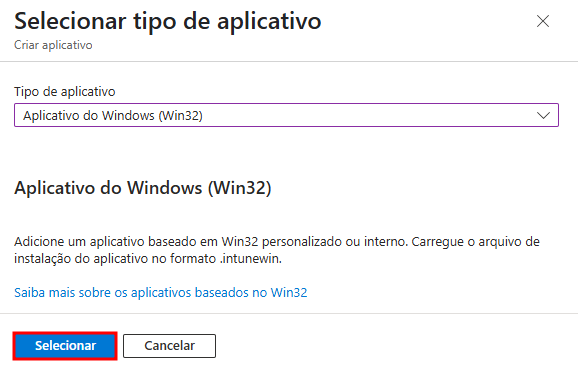 Selecionar tipo de aplicativo
Criar aplicativo
Tipo de aplicativo
Aplicativo do Windows (Win32)
Aplicativo do Windows (Win32)
Adicione um aplicativo baseado em Win32 personalizado ou interno. Carregue o arquivo de
instalação do aplicativo no formato .intunewin.
Saiba mais sobre os aplicativos baseados no Win32
Selecionar
Cancelar